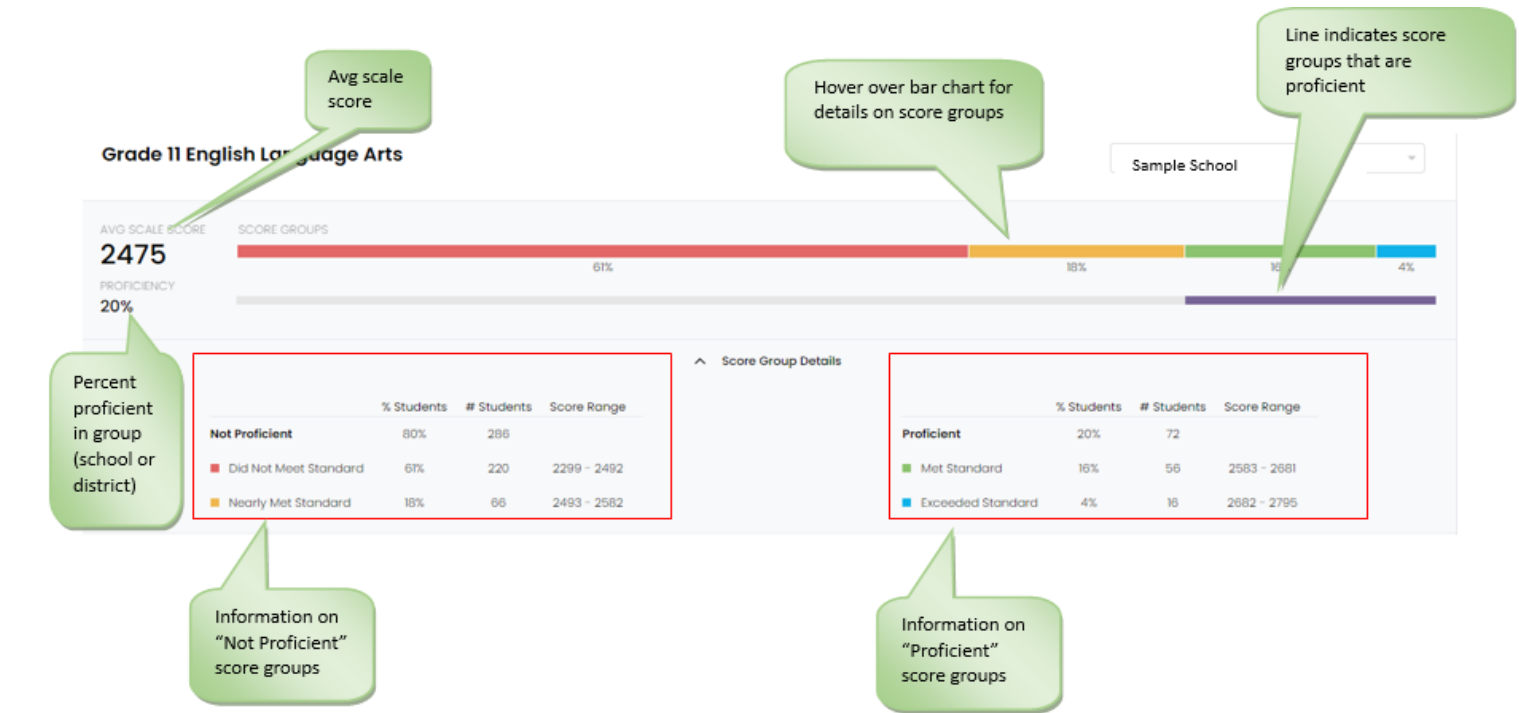 Avg scale
score
Hover over bar chart for
details on score groups
Line indicates score
groups that are
proficient
Grade 11 English Language Arts
Sample School
AVG SCALE SCORE
SCORE GROUPS
2475
61%
18%
4%
PROFICIENCY
20%
Percent
proficient
in group
(school or
district)
Score Group Details
% Students # Students Score Range
Not Proficient 80% 286
Did Not Meet Standard 61% 220 2299 - 2492
Nearly Met Standard 18% 66 2493 - 2582
% Students # Students Score Range
Proficient 20% 72
Met Standard 16% 56 2583 - 2681
Exceeded Standard 4% 16 2682 - 2795
Information on
“Not Proficient”
score groups
Information on
“Proficient”
score groups